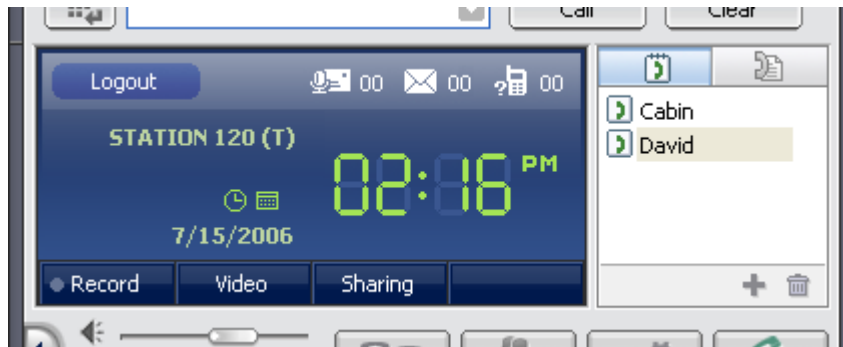 Call Clear
Logout 00 00 ? 00
Cabin
STATION 120 (T)
David
02:16 PM
7/15/2006
Record Video Sharing